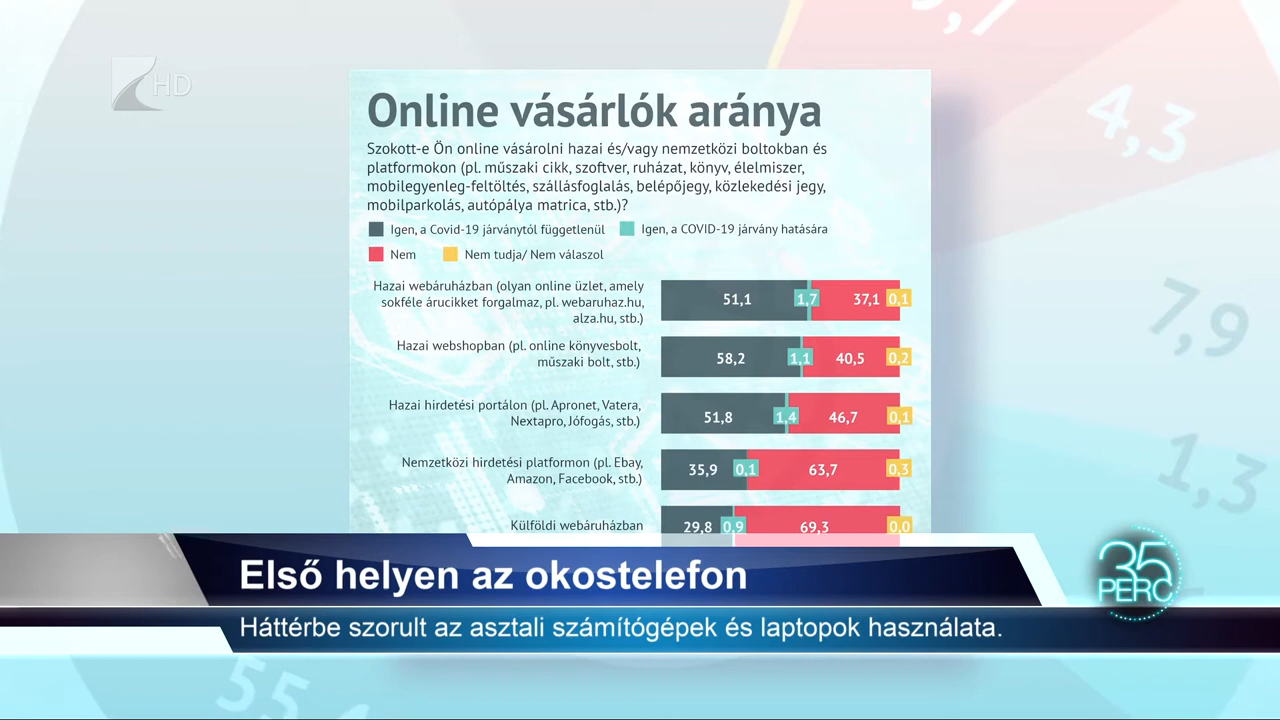 HD
5,7
4,3
7,9
1,3
Online vásárlók aránya
Szokott-e Ön online vásárolni hazai és/vagy nemzetközi boltokban és
platformokon (pl. műszaki cikk, szoftver, ruházat, könyv, élelmiszer,
mobilegyenleg-feltöltés, szállásfoglalás, belépőjegy, közlekedési jegy,
mobilparkolás, autópálya matrica, stb.)?
Igen, a Covid-19 járványtól függetlenül Igen, a COVID-19 járvány hatására
Nem Nem tudja/ Nem válaszol
Hazai webáruházban (olyan online üzlet, amely
sokféle árucikket forgalmaz, pl. webaruhaz.hu,
alza.hu, stb.)
51,1 1,7 37,1 0,1
Hazai webshopban (pl. online könyvesbolt,
műszaki bolt, stb.)
58,2 1,1 40,5 0,2
Hazai hirdetési portálon (pl. Apronet, Vatera,
Nextapro, Jófogás, stb.)
51,8 1,4 46,7 0,1
Nemzetközi hirdetési platformon (pl. Ebay,
Amazon, Facebook, stb.)
35,9 0,1 63,7 0,3
Külföldi webáruházban
29,8 0,9 69,3 0,0
Első helyen az okostelefon
Háttérbe szorult az asztali számítógépek és laptopok használata.
35
PERC